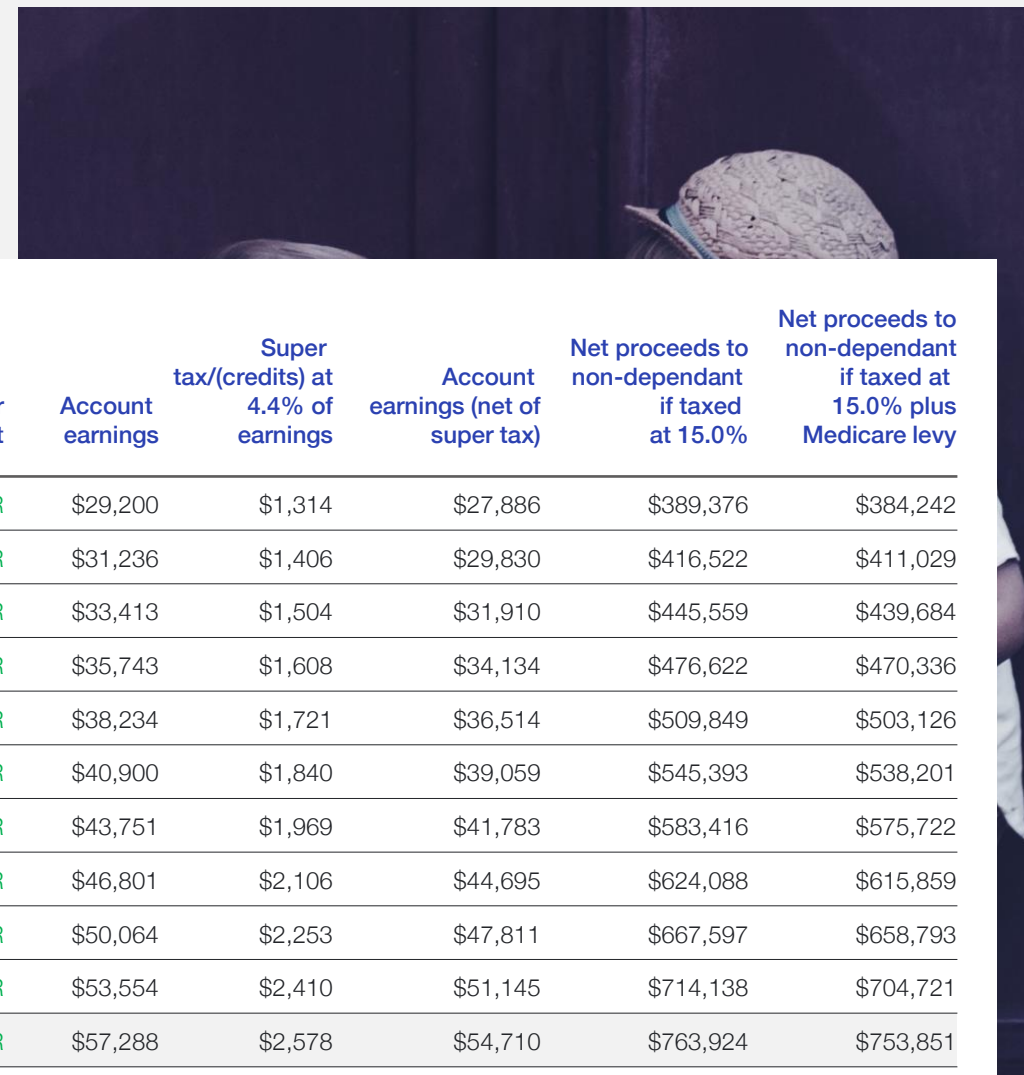 Account earnings Super tax/(credits) at 4.4% of earnings Account earnings (net of super tax) Net proceeds to non-dependant if taxed at 15.0% Net proceeds to non-dependant if taxed at 15.0% plus Medicare levy
$29,200 $1,314 $27,886 $389,376 $384,242
$31,236 $1,406 $29,830 $416,522 $411,029
$33,413 $1,504 $31,910 $445,559 $439,684
$35,743 $1,608 $34,134 $476,622 $470,336
$38,234 $1,721 $36,514 $509,849 $503,126
$40,900 $1,840 $39,059 $545,393 $538,201
$43,751 $1,969 $41,783 $583,416 $575,722
$46,801 $2,106 $44,695 $624,088 $615,859
$50,064 $2,253 $47,811 $667,597 $658,793
$53,554 $2,410 $51,145 $714,138 $704,721
$57,288 $2,578 $54,710 $763,924 $753,851